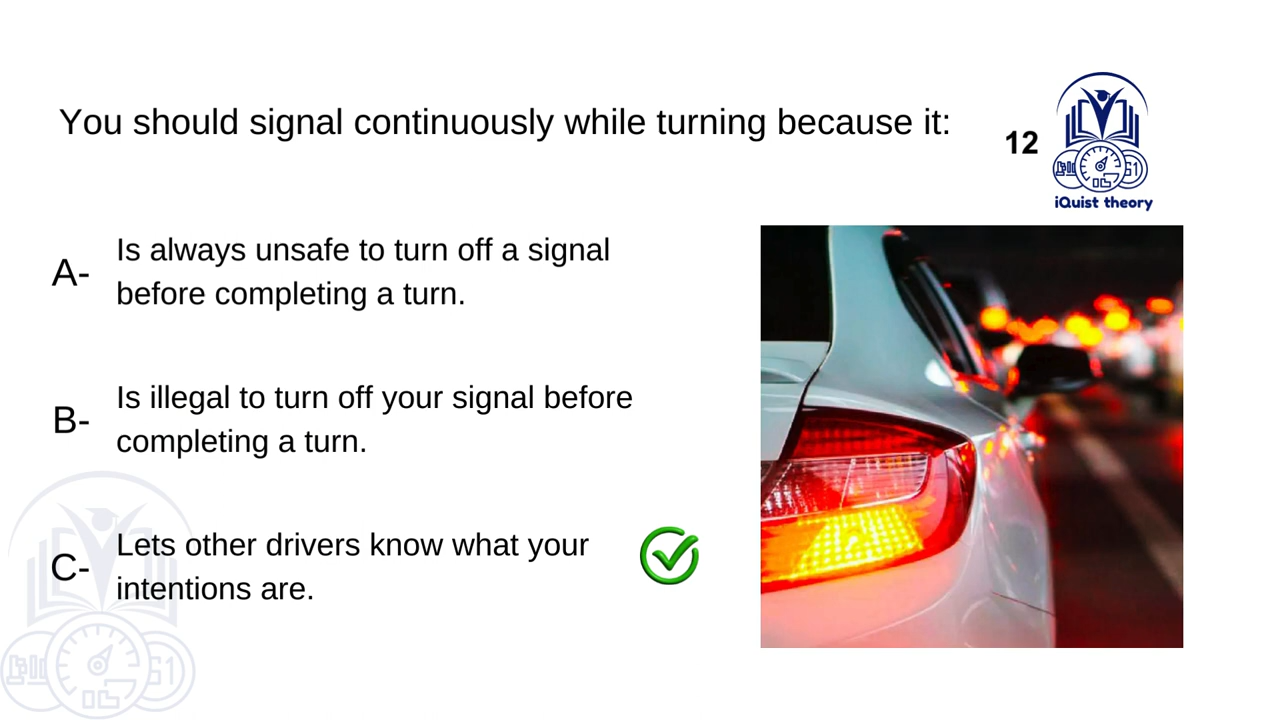 You should signal continuously while turning because it:
12
iQuist theory
A-
Is always unsafe to turn off a signal
before completing a turn.
B-
Is illegal to turn off your signal before
completing a turn.
C-
Lets other drivers know what your
intentions are.